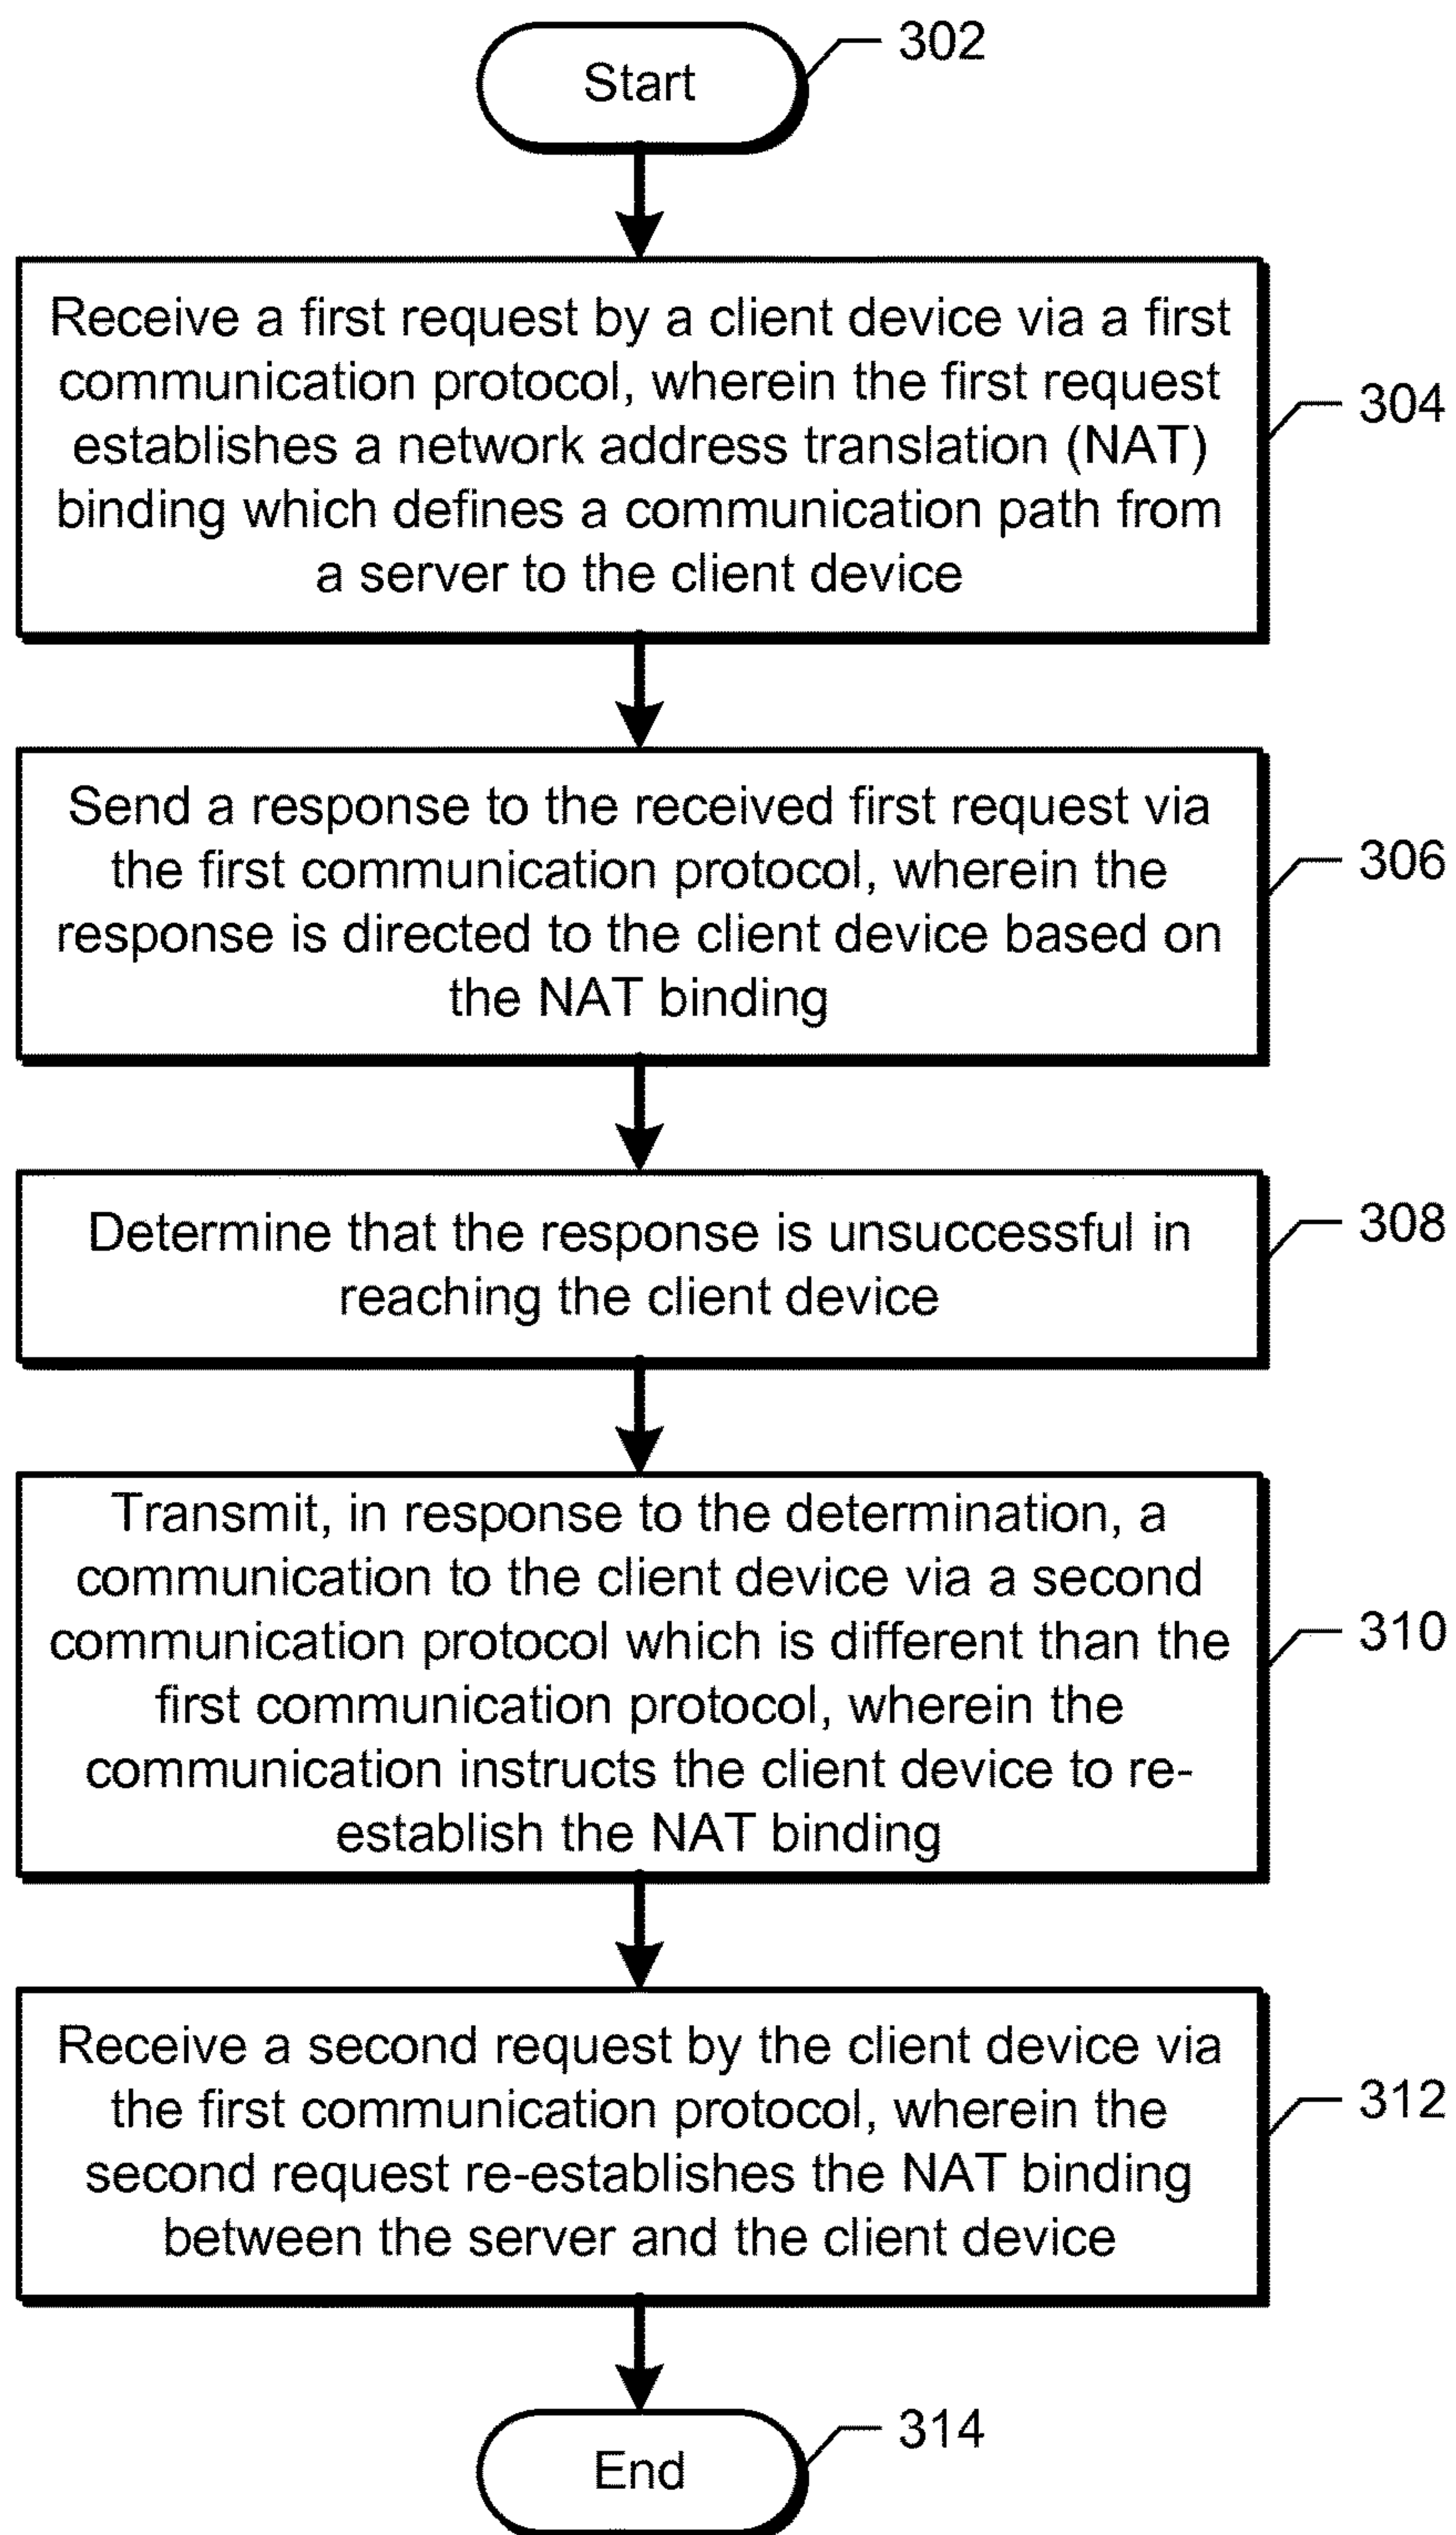 Start
302
Receive a first request by a client device via a first
communication protocol, wherein the first request
establishes a network address translation (NAT)
binding which defines a communication path from
a server to the client device
304
Send a response to the received first request via
the first communication protocol, wherein the
response is directed to the client device based on
the NAT binding
306
Determine that the response is unsuccessful in
reaching the client device
308
Transmit, in response to the determination, a
communication to the client device via a second
communication protocol which is different than the
first communication protocol, wherein the
communication instructs the client device to re-
establish the NAT binding
310
Receive a second request by the client device via
the first communication protocol, wherein the
second request re-establishes the NAT binding
between the server and the client device
312
End
314